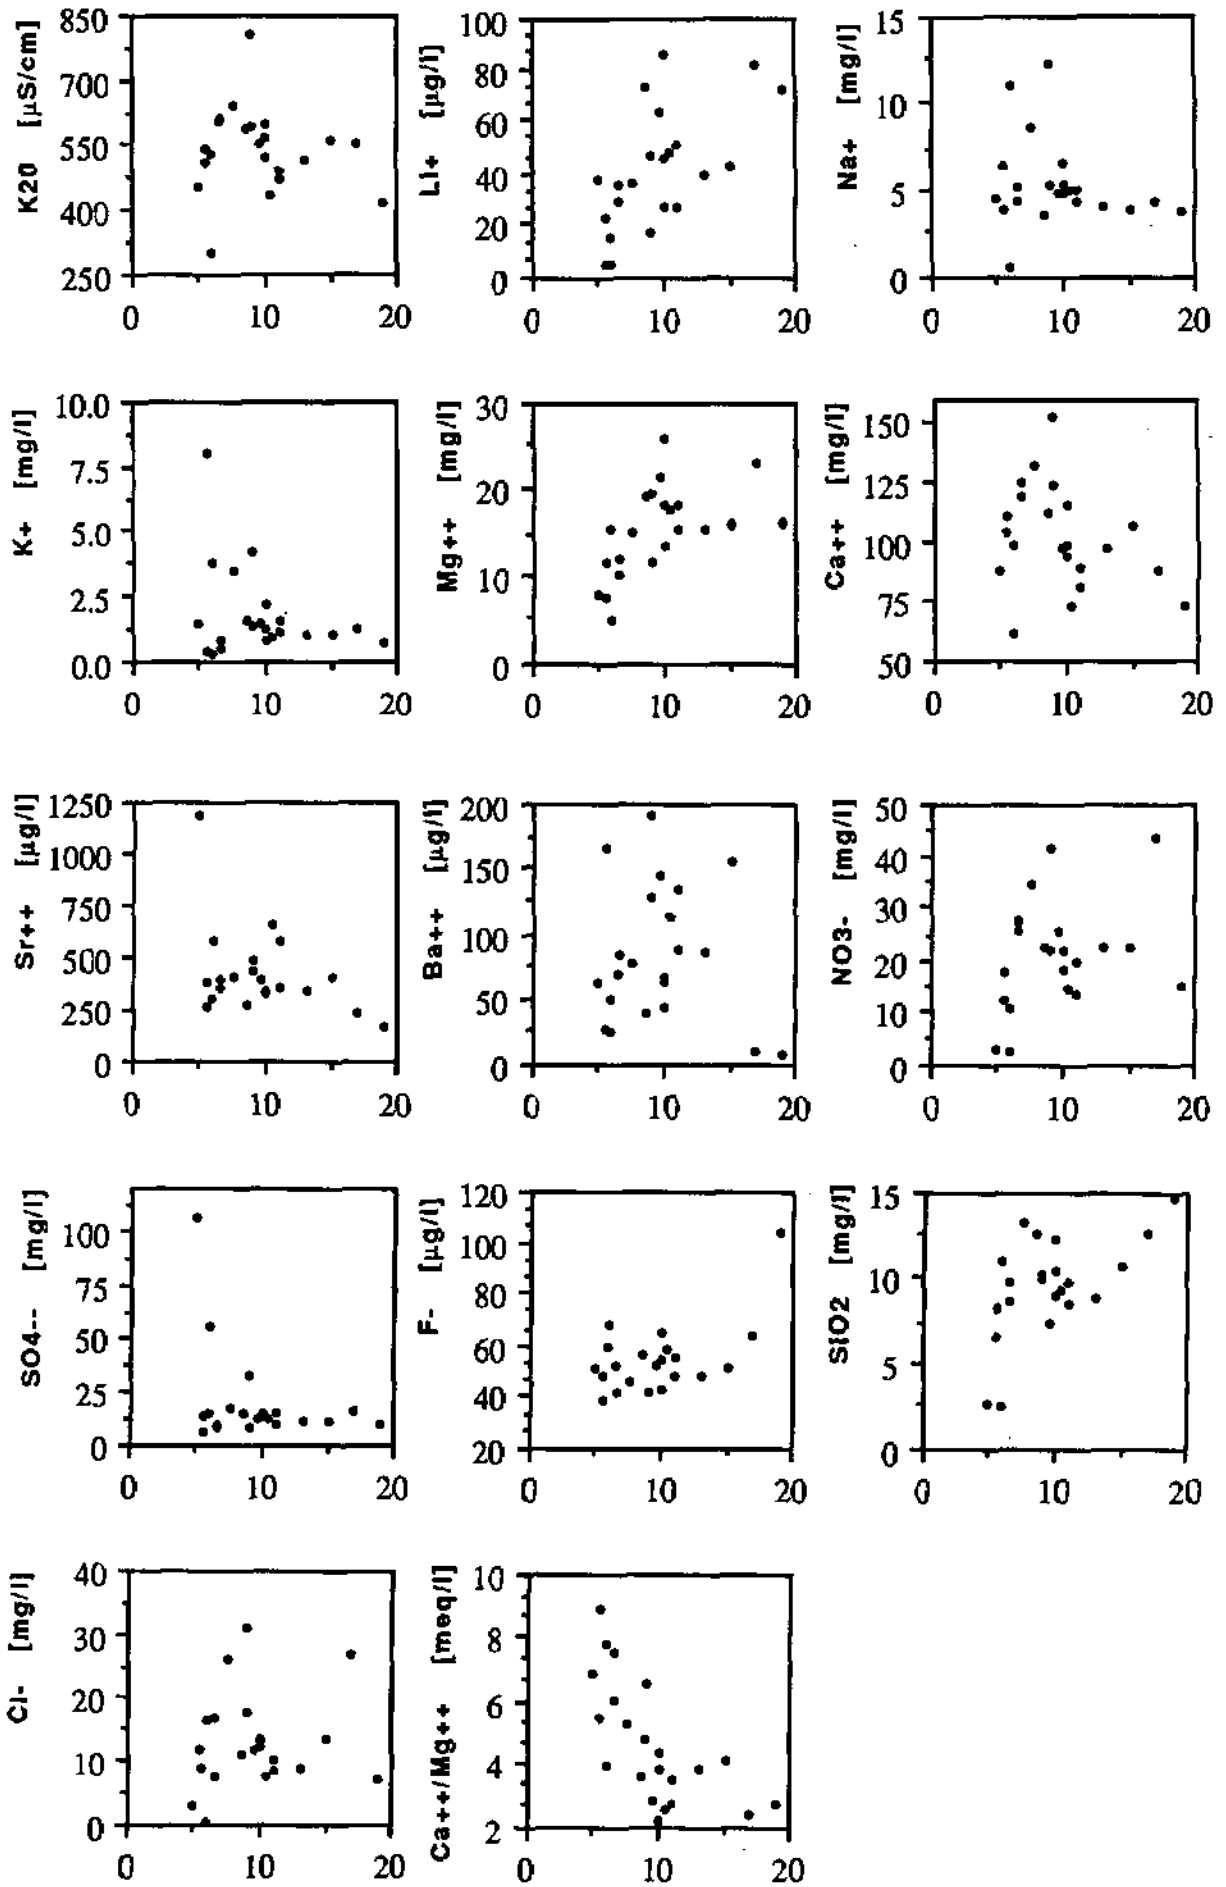 K20 [µS/cm]
850
700
550
400
250
0 10 20
Li+ [µg/l]
100
80
60
40
20
0
0 10 20
Na+ [mg/l]
15
10
5
0
0 10 20
K+ [mg/l]
10.0
7.5
5.0
2.5
0.0
0 10 20
Mg++ [mg/l]
30
20
10
0
0 10 20
Ca++ [mg/l]
150
125
100
75
50
0 10 20
Sr++ [µg/l]
1250
1000
750
500
250
0
0 10 20
Ba++ [µg/l]
200
150
100
50
0
0 10 20
NO3- [mg/l]
50
40
30
20
10
0
0 10 20
SO4-- [mg/l]
100
75
50
25
0
0 10 20
F- [µg/l]
120
100
80
60
40
20
0 10 20
SiO2 [mg/l]
15
10
5
0
0 10 20
Cl- [mg/l]
40
30
20
10
0
0 10 20
Ca++/Mg++ [meq/l]
10
8
6
4
2
0 10 20